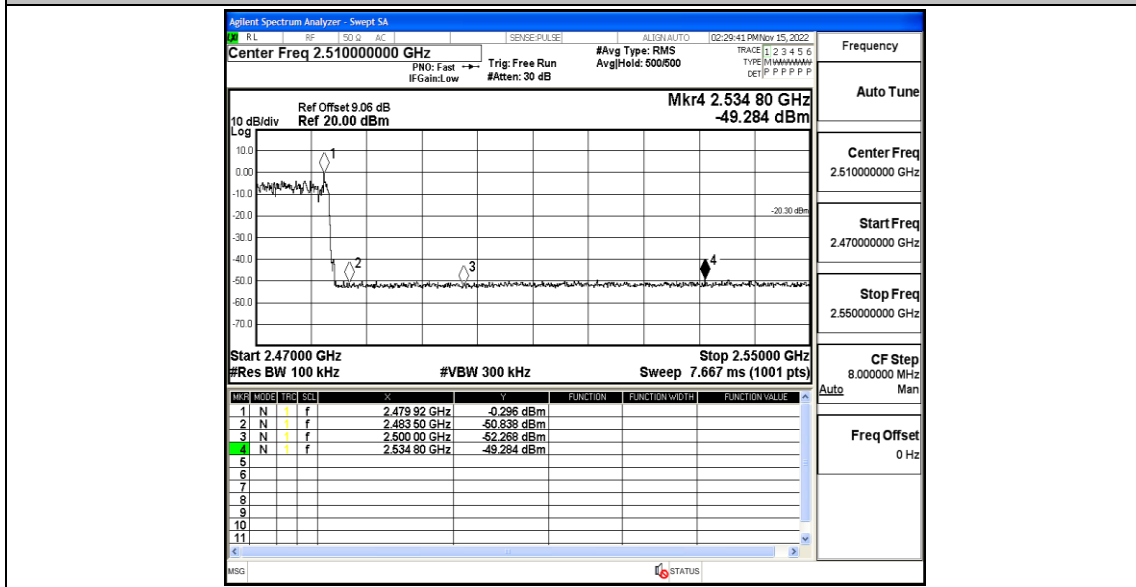 Agilent Spectrum Analyzer - Swept SA
RL RF 50 Ω AC SENSE:PULSE ALIGNAUTO 02:29:41 PMNov 15, 2022
Center Freq 2.510000000 GHz
PNO: Fast
IFGain:Low
Trig: Free Run
#Atten: 30 dB
#Avg Type: RMS
Avg|Hold: 500/500
TRACE 1 2 3 4 5 6
TYPE MWWWWW
DET P P P P P P
Ref Offset 9.06 dB
10 dB/div Ref 20.00 dBm
Log
Mkr4 2.534 80 GHz
-49.284 dBm
10.0
0.00
-10.0
-20.0
-30.0
-40.0
-50.0
-60.0
-70.0
1
2
3
4
-20.30 dBm
Start 2.47000 GHz Stop 2.55000 GHz
#Res BW 100 kHz #VBW 300 kHz Sweep 7.667 ms (1001 pts)
MKR MODE TRC SCL X Y FUNCTION FUNCTION WIDTH FUNCTION VALUE
1 N 1 f 2.479 92 GHz -0.296 dBm
2 N 1 f 2.483 50 GHz -50.838 dBm
3 N 1 f 2.500 00 GHz -52.268 dBm
4 N 1 f 2.534 80 GHz -49.284 dBm
5
6
7
8
9
10
11
MSG STATUS
Frequency
Auto Tune
Center Freq
2.510000000 GHz
Start Freq
2.470000000 GHz
Stop Freq
2.550000000 GHz
CF Step
8.000000 MHz
Auto Man
Freq Offset
0 Hz